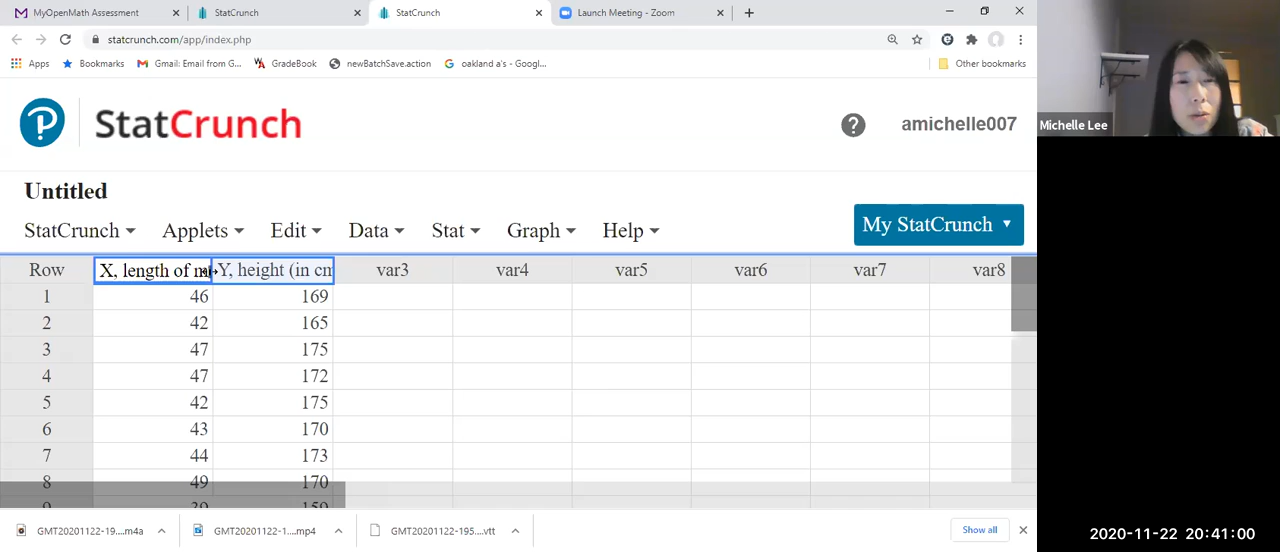 MyOpenMath Assessment
StatCrunch
StatCrunch
Launch Meeting - Zoom
statcrunch.com/app/index.php
Apps
Bookmarks
Gmail: Email from G...
GradeBook
newBatchSave.action
oakland a's - Googl...
Other bookmarks
P
StatCrunch
?
amichelle007
Michelle Lee
Untitled
StatCrunch Applets Edit Data Stat Graph Help
My StatCrunch
Row X, length of Y, height (in cm var3 var4 var5 var6 var7 var8
1 46 169
2 42 165
3 47 175
4 47 172
5 42 175
6 43 170
7 44 173
8 49 170
9 39 159
GMT20201122-19....m4a
GMT20201122-1....mp4
GMT20201122-195....vtt
Show all
2020-11-22 20:41:00